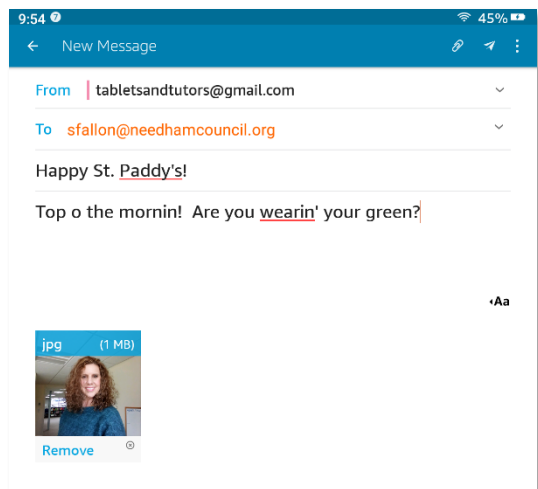 9:54 7 45%
New Message
From tabletsandtutors@gmail.com
To sfallon@needhamcouncil.org
Happy St. Paddy's!
Top o the mornin!  Are you wearin' your green?
Aa
jpg (1 MB)
Remove